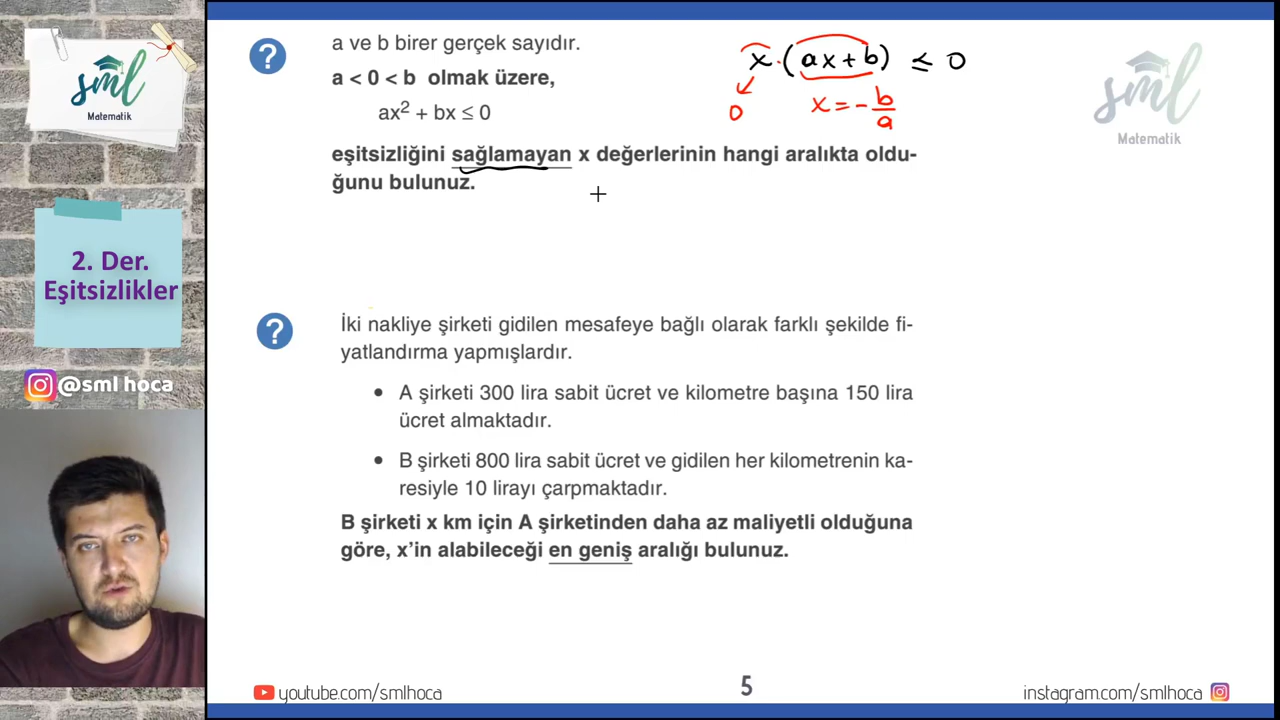 sml
Matematik
2. Der.
Eşitsizlikler
@sml hoca
a ve b birer gerçek sayıdır.
a < 0 < b olmak üzere,
ax² + bx ≤ 0
eşitsizliğini sağlamayan x değerlerinin hangi aralıkta oldu-
ğunu bulunuz.
x · (ax + b) ≤ 0
0
x = - b/a
sml
Matematik
İki nakliye şirketi gidilen mesafeye bağlı olarak farklı şekilde fi-
yatlandırma yapmışlardır.
• A şirketi 300 lira sabit ücret ve kilometre başına 150 lira
ücret almaktadır.
• B şirketi 800 lira sabit ücret ve gidilen her kilometrenin ka-
resiyle 10 lirayı çarpmaktadır.
B şirketi x km için A şirketinden daha az maliyetli olduğuna
göre, x'in alabileceği en geniş aralığı bulunuz.
youtube.com/smlhoca
5
instagram.com/smlhoca